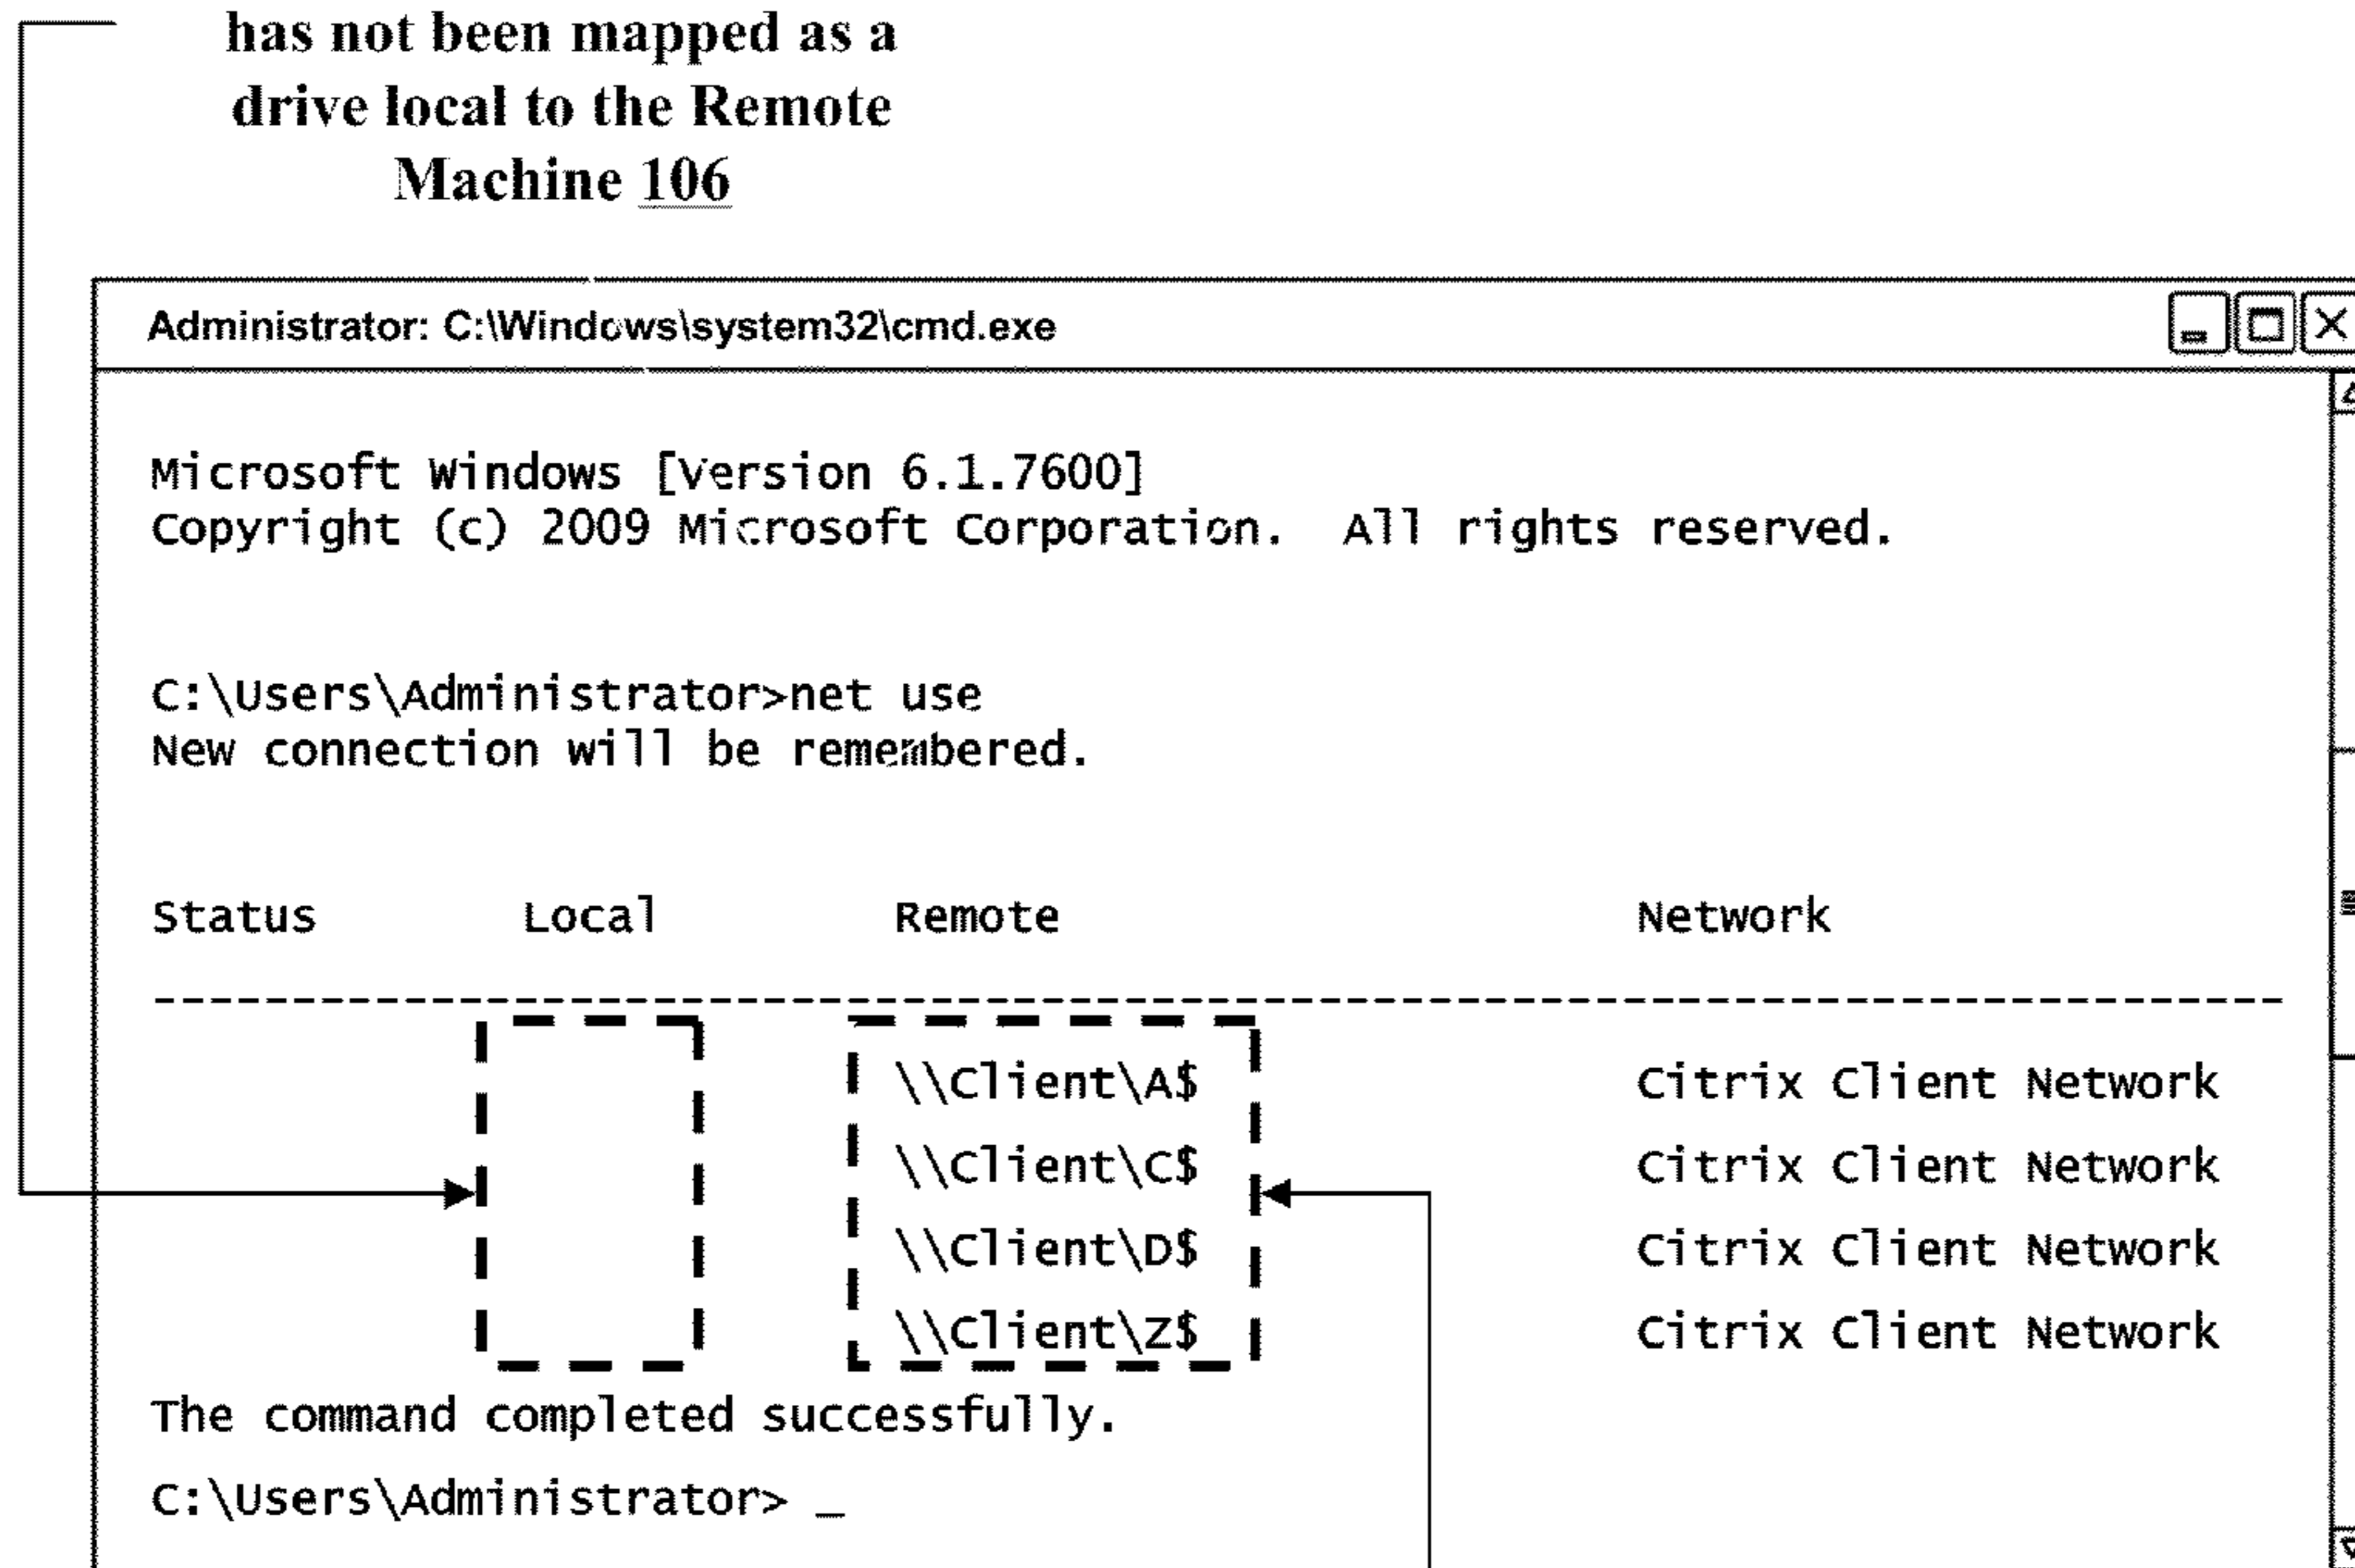 has not been mapped as a
drive local to the Remote
Machine 106
Administrator: C:\Windows\system32\cmd.exe
Microsoft Windows [Version 6.1.7600]
Copyright (c) 2009 Microsoft Corporation.  All rights reserved.
C:\Users\Administrator>net use
New connection will be remembered.
Status Local Remote Network
--------------------------------------------------------------------------------
\\Client\A$ Citrix Client Network
\\Client\C$ Citrix Client Network
\\Client\D$ Citrix Client Network
\\Client\Z$ Citrix Client Network
The command completed successfully.
C:\Users\Administrator> _